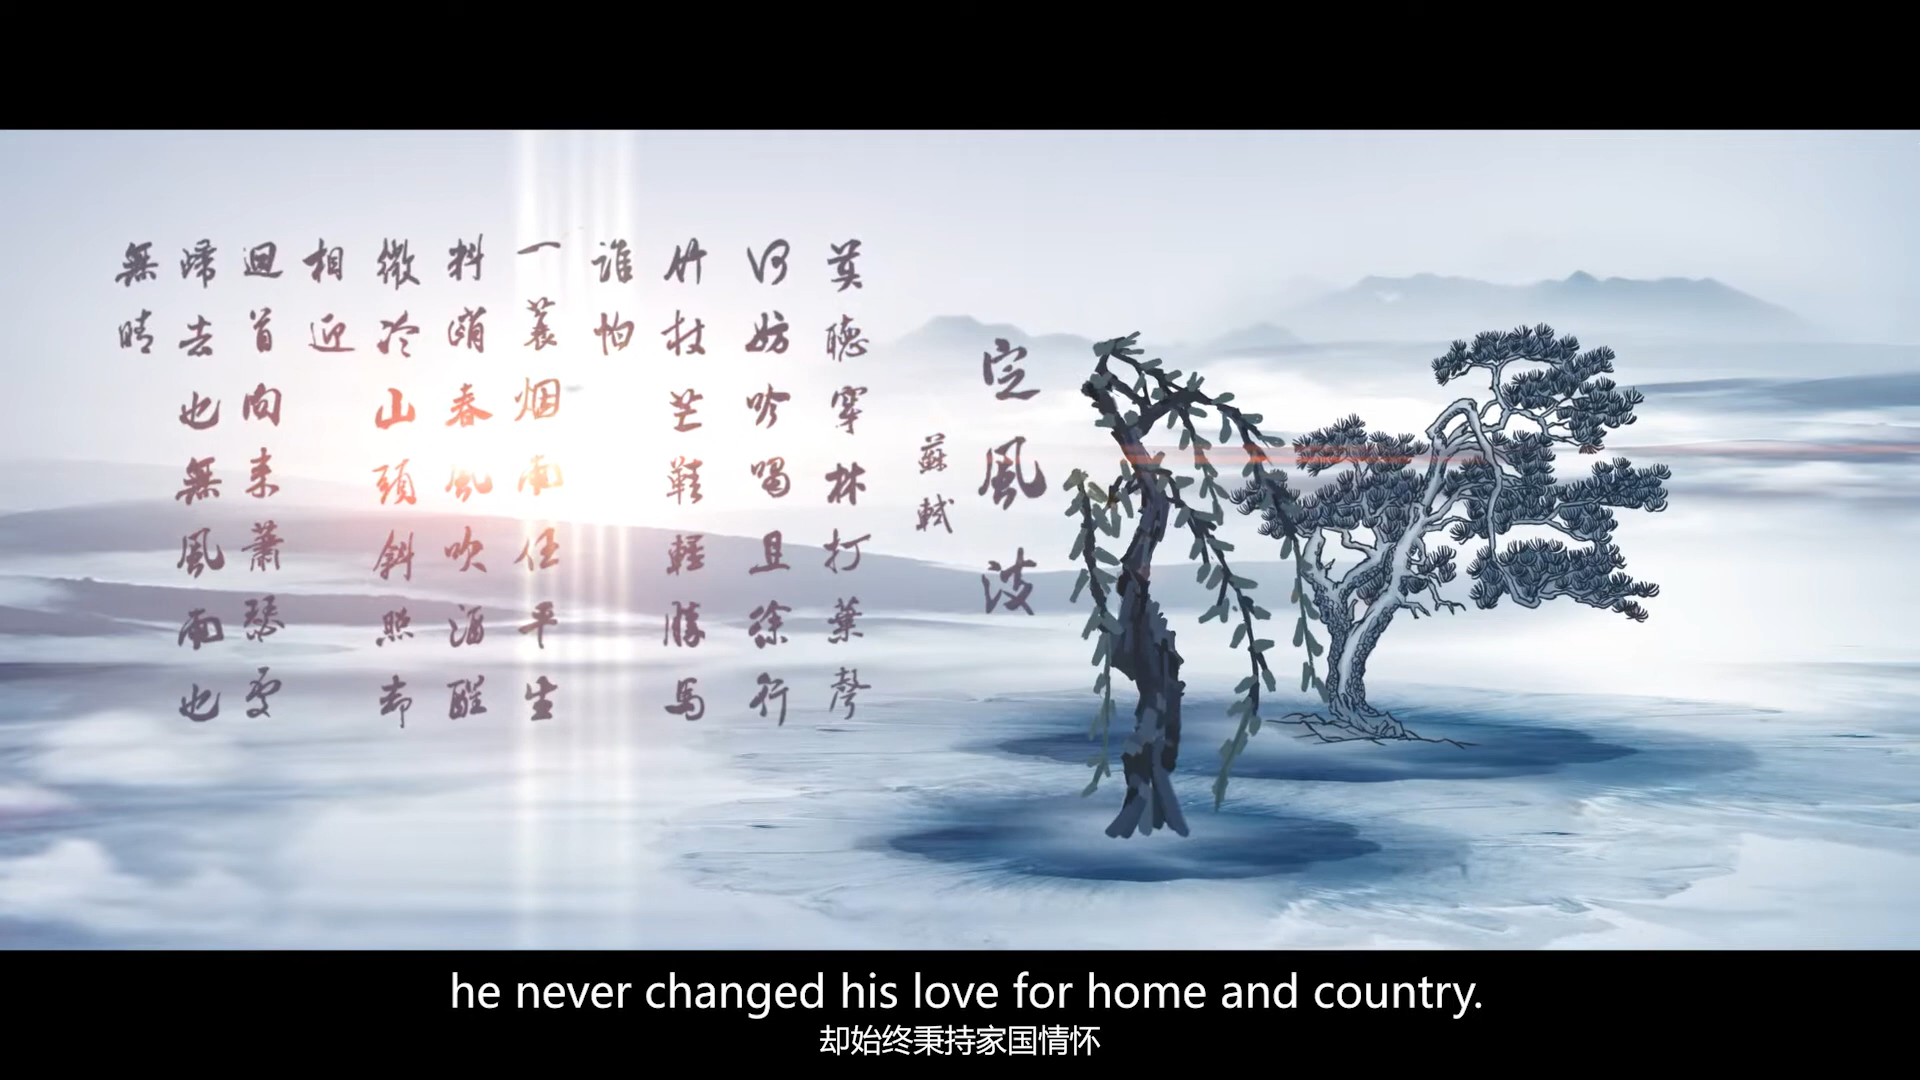 定風波
蘇軾
莫聽穿林打葉聲
何妨吟嘯且徐行
竹杖芒鞋輕勝馬
誰怕
一蓑烟雨任平生
料峭春風吹酒醒
微冷山頭斜照却
相迎
迴首向来蕭瑟處
歸去也無風雨也
無晴
he never changed his love for home and country.
却始终秉持家国情怀